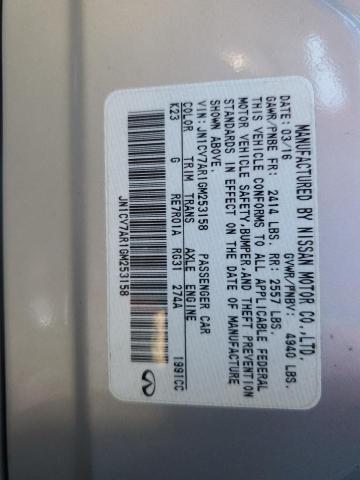 MANUFACTURED BY NISSAN MOTOR CO.,LTD.
DATE: 03/16 GVWR/PNBV: 4940 LBS.
GAWR/PNBE FR: 2414 LBS. RR: 2557 LBS.
THIS VEHICLE CONFORMS TO ALL APPLICABLE FEDERAL
MOTOR VEHICLE SAFETY,BUMPER,AND THEFT PREVENTION
STANDARDS IN EFFECT ON THE DATE OF MANUFACTURE
SHOWN ABOVE.
VIN: JN1CV7AR1GM253158 PASSENGER CAR
COLOR TRIM TRANS AXLE ENGINE
K23 G RE7R01A RG31 274A 1991CC
JN1CV7AR1GM253158